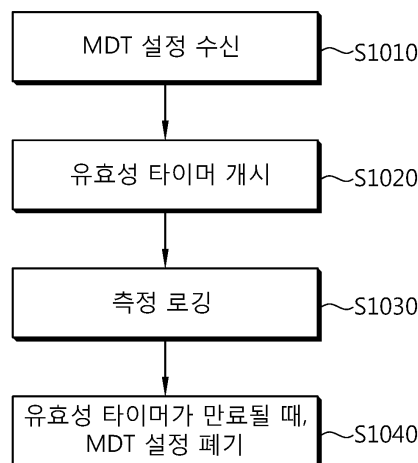 MDT 설정 수신
S1010
유효성 타이머 개시
S1020
측정 로깅
S1030
유효성 타이머가 만료될 때,
MDT 설정 폐기
S1040